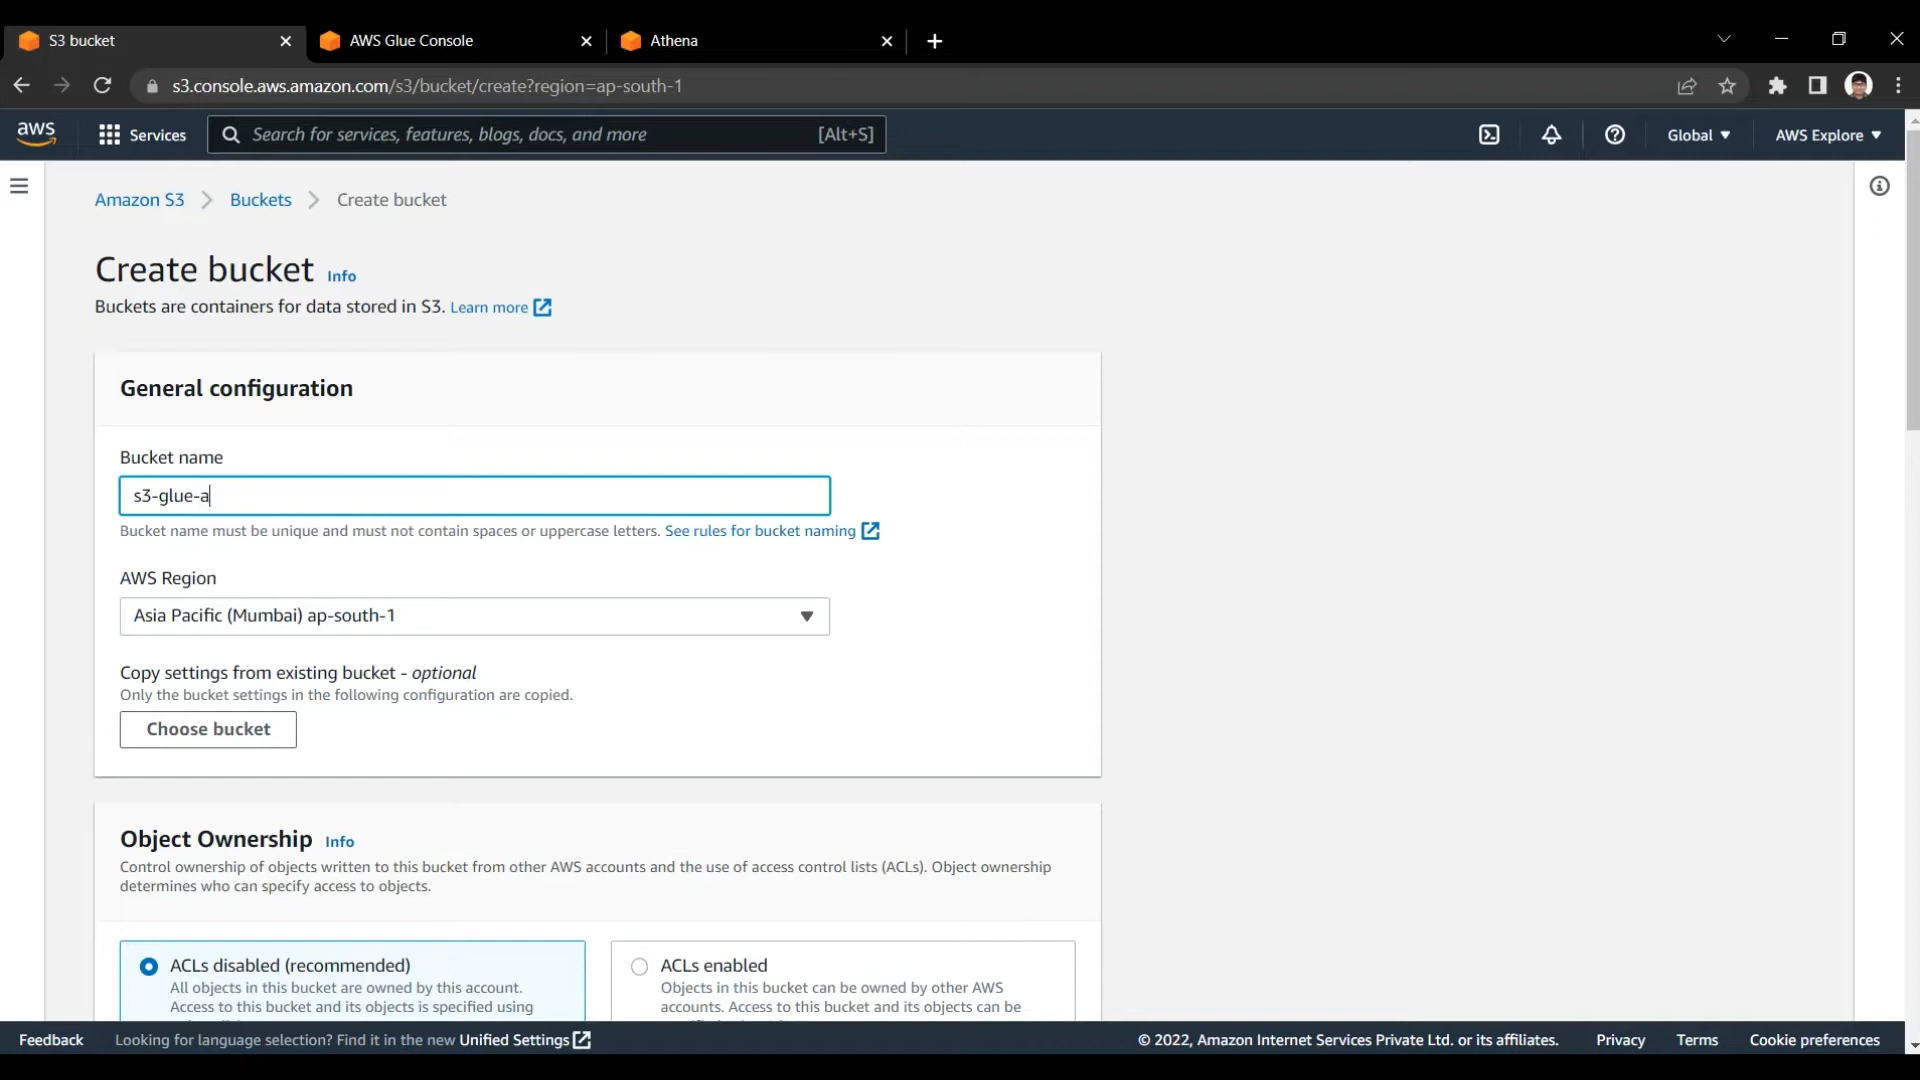 S3 bucket
AWS Glue Console
Athena
s3.console.aws.amazon.com/s3/bucket/create?region=ap-south-1
aws
Services
Search for services, features, blogs, docs, and more
[Alt+S]
Global
AWS Explore
Amazon S3
Buckets
Create bucket
Create bucket Info
Buckets are containers for data stored in S3. Learn more
General configuration
Bucket name
s3-glue-a
Bucket name must be unique and must not contain spaces or uppercase letters. See rules for bucket naming
AWS Region
Asia Pacific (Mumbai) ap-south-1
Copy settings from existing bucket - optional
Only the bucket settings in the following configuration are copied.
Choose bucket
Object Ownership Info
Control ownership of objects written to this bucket from other AWS accounts and the use of access control lists (ACLs). Object ownership
determines who can specify access to objects.
ACLs disabled (recommended)
All objects in this bucket are owned by this account.
Access to this bucket and its objects is specified using
ACLs enabled
Objects in this bucket can be owned by other AWS
accounts. Access to this bucket and its objects can be
Feedback
Looking for language selection? Find it in the new Unified Settings
© 2022, Amazon Internet Services Private Ltd. or its affiliates.
Privacy
Terms
Cookie preferences